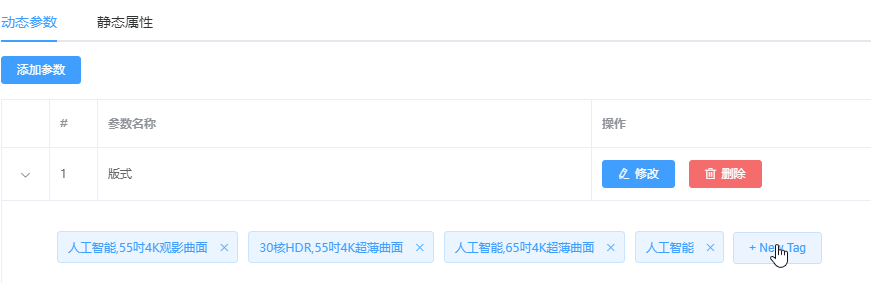 动态参数 静态属性
添加参数
# 参数名称 操作
1 版式 修改 删除
人工智能,55吋4K观影曲面 × 30核HDR,55吋4K超薄曲面 × 人工智能,65吋4K超薄曲面 × 人工智能 × + New Tag